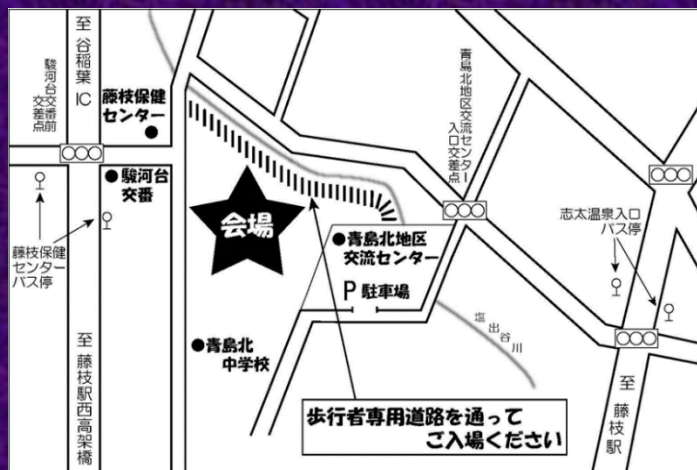 至
谷稲葉
IC
駿河台交番前
交差点
藤枝保健
センター
駿河台
交番
藤枝保健
センター
バス停
至
藤枝駅西高架橋
会場
青島北地区交流センター
入口交差点
青島北地区
交流センター
P 駐車場
青島北
中学校
塩出谷川
志太温泉入口
バス停
至
藤枝駅
歩行者専用道路を通って
ご入場ください